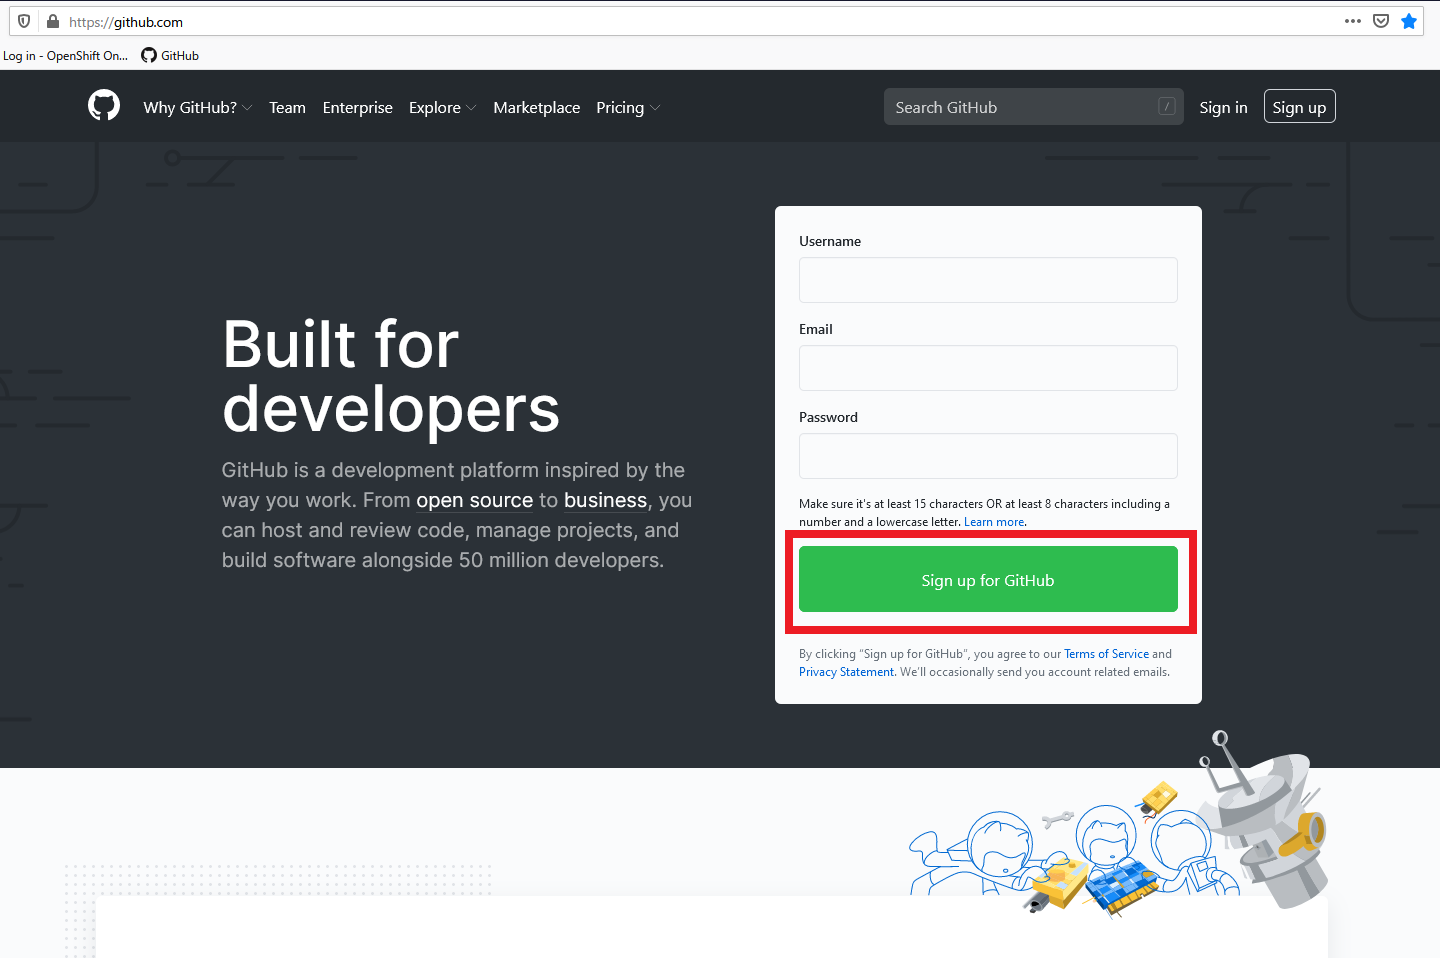 https://github.com
Log in - OpenShift On... GitHub
Why GitHub? Team Enterprise Explore Marketplace Pricing Search GitHub / Sign in Sign up
Built for
developers
GitHub is a development platform inspired by the
way you work. From open source to business, you
can host and review code, manage projects, and
build software alongside 50 million developers.
Username
Email
Password
Make sure it's at least 15 characters OR at least 8 characters including a
number and a lowercase letter. Learn more.
Sign up for GitHub
By clicking “Sign up for GitHub”, you agree to our Terms of Service and
Privacy Statement. We'll occasionally send you account related emails.